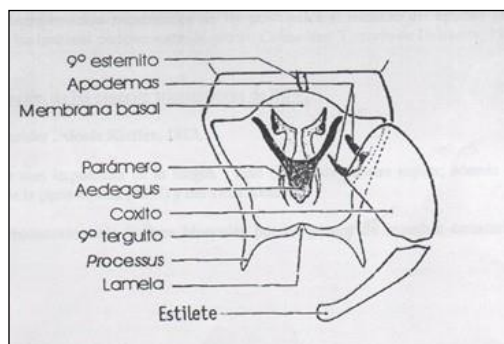 9º esternito
Apodemas
Membrana basal
Parámero
Aedeagus
Coxito
9º terguito
Processus
Lamela
Estilete